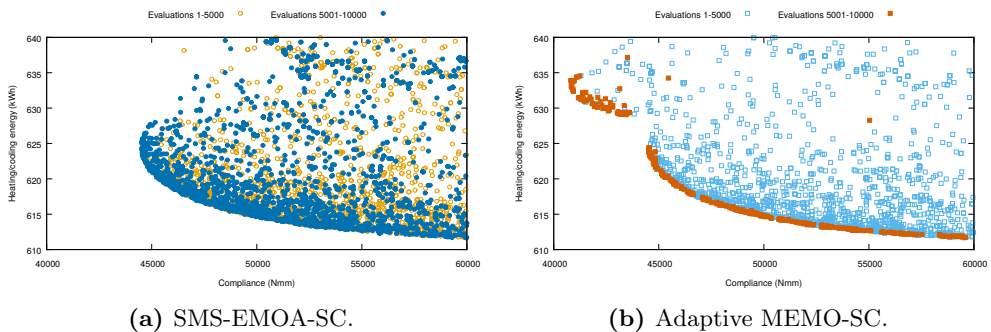 Evaluations 1-5000 Evaluations 5001-10000
640
635
630
625
620
615
610
Heating/cooling energy (kWh)
40000 45000 50000 55000 60000
Compliance (Nmm)
(a) SMS-EMOA-SC.
Evaluations 1-5000 Evaluations 5001-10000
640
635
630
625
620
615
610
Heating/cooling energy (kWh)
40000 45000 50000 55000 60000
Compliance (Nmm)
(b) Adaptive MEMO-SC.